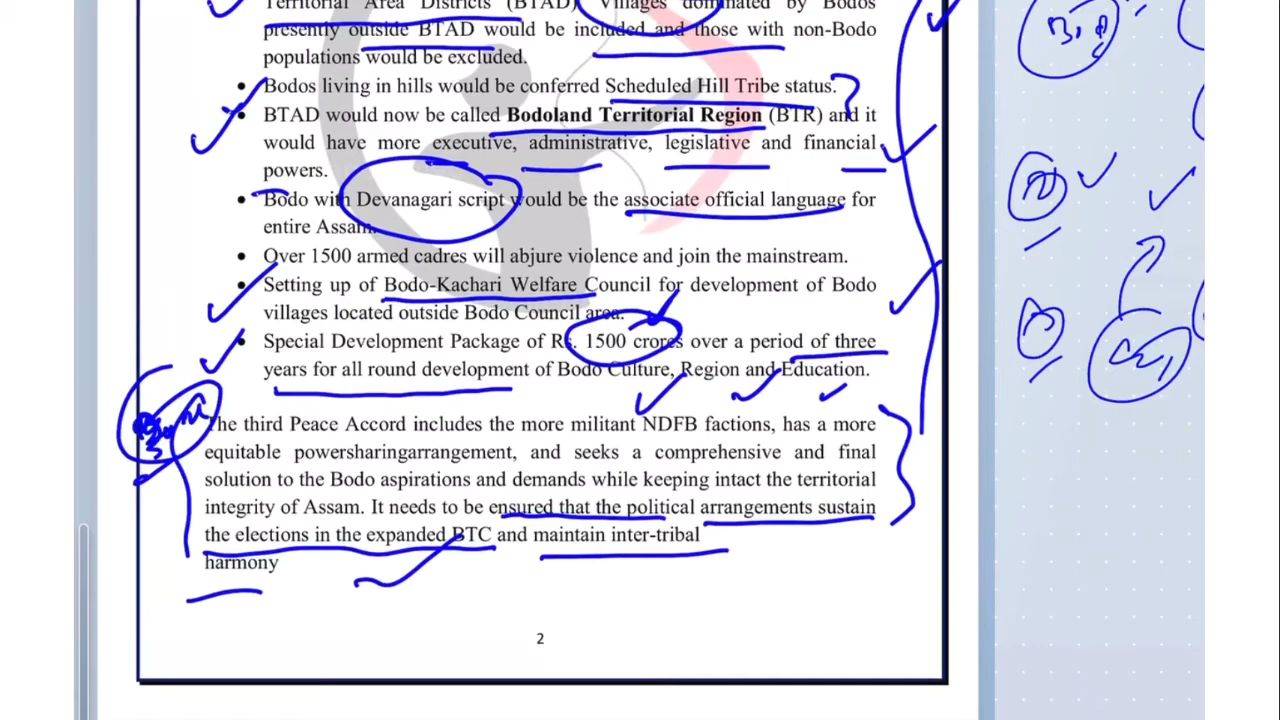 Territorial Area Districts (BTAD). Villages dominated by Bodos
presently outside BTAD would be included and those with non-Bodo
populations would be excluded.
• Bodos living in hills would be conferred Scheduled Hill Tribe status.
• BTAD would now be called Bodoland Territorial Region (BTR) and it
would have more executive, administrative, legislative and financial
powers.
• Bodo with Devanagari script would be the associate official language for
entire Assam.
• Over 1500 armed cadres will abjure violence and join the mainstream.
• Setting up of Bodo-Kachari Welfare Council for development of Bodo
villages located outside Bodo Council area.
• Special Development Package of Rs. 1500 crores over a period of three
years for all round development of Bodo Culture, Region and Education.
The third Peace Accord includes the more militant NDFB factions, has a more
equitable powersharingarrangement, and seeks a comprehensive and final
solution to the Bodo aspirations and demands while keeping intact the territorial
integrity of Assam. It needs to be ensured that the political arrangements sustain
the elections in the expanded BTC and maintain inter-tribal
harmony
2